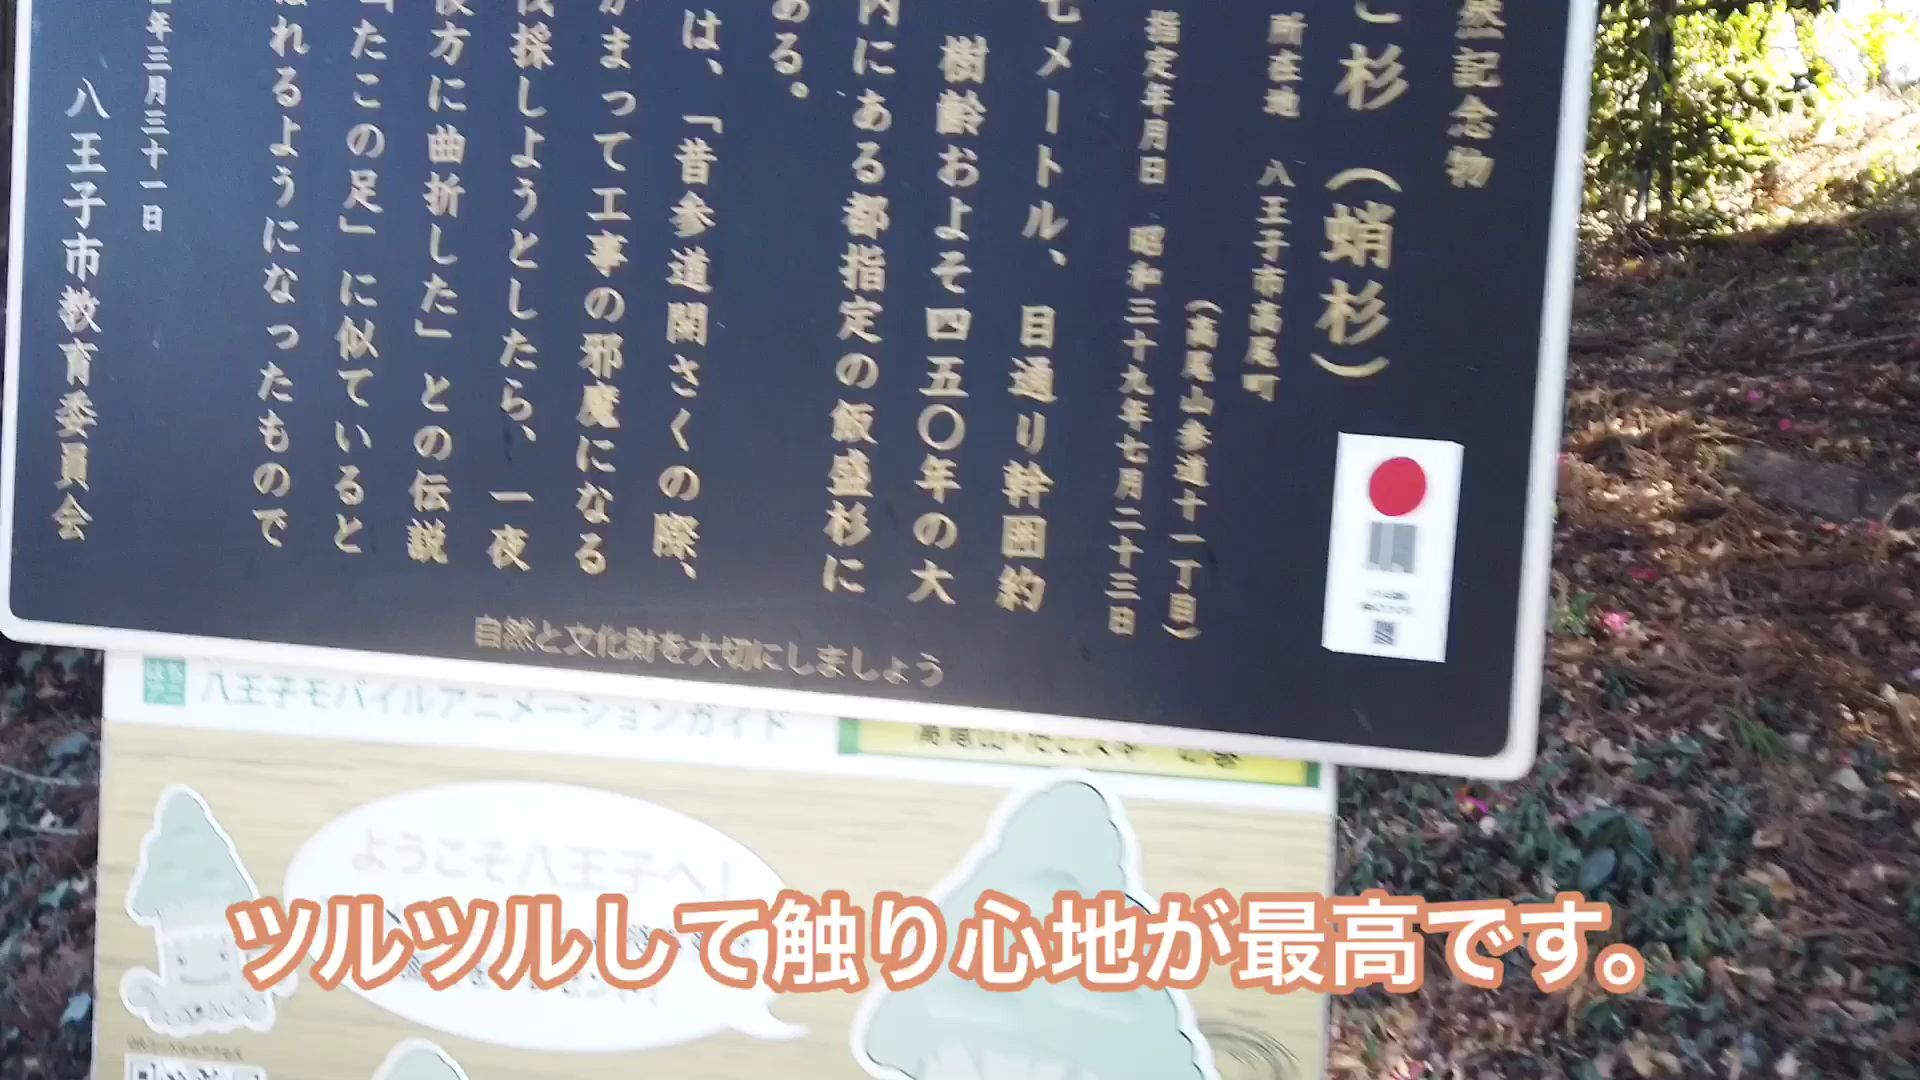 然記念物
こ杉（蛸杉）
所在地　八王子市高尾町
（高尾山参道十一丁目）
指定年月日　昭和三十九年七月二十三日
七メートル、目通り幹囲約
樹齢およそ四五〇年の大
内にある都指定の飯盛杉に
ある。
は、「昔参道開さくの際、
がまって工事の邪魔になる
伐採しようとしたら、一夜
後方に曲折した」との伝説
たこの足」に似ていると
ばれるようになったもので
年三月三十一日
八王子市教育委員会
自然と文化財を大切にしましょう
はち
アニ
八王子モバイルアニメーションガイド
ようこそ八王子へ！
ツルツルして触り心地が最高です。